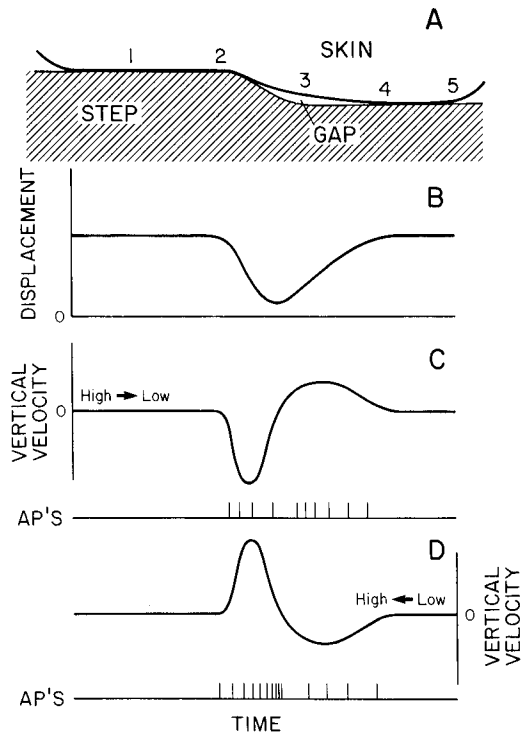 A
SKIN
1 2 3 4 5
STEP
GAP
B
DISPLACEMENT
0
C
VERTICAL
VELOCITY
0
High → Low
AP'S
D
High ← Low
0
VERTICAL
VELOCITY
AP'S
TIME